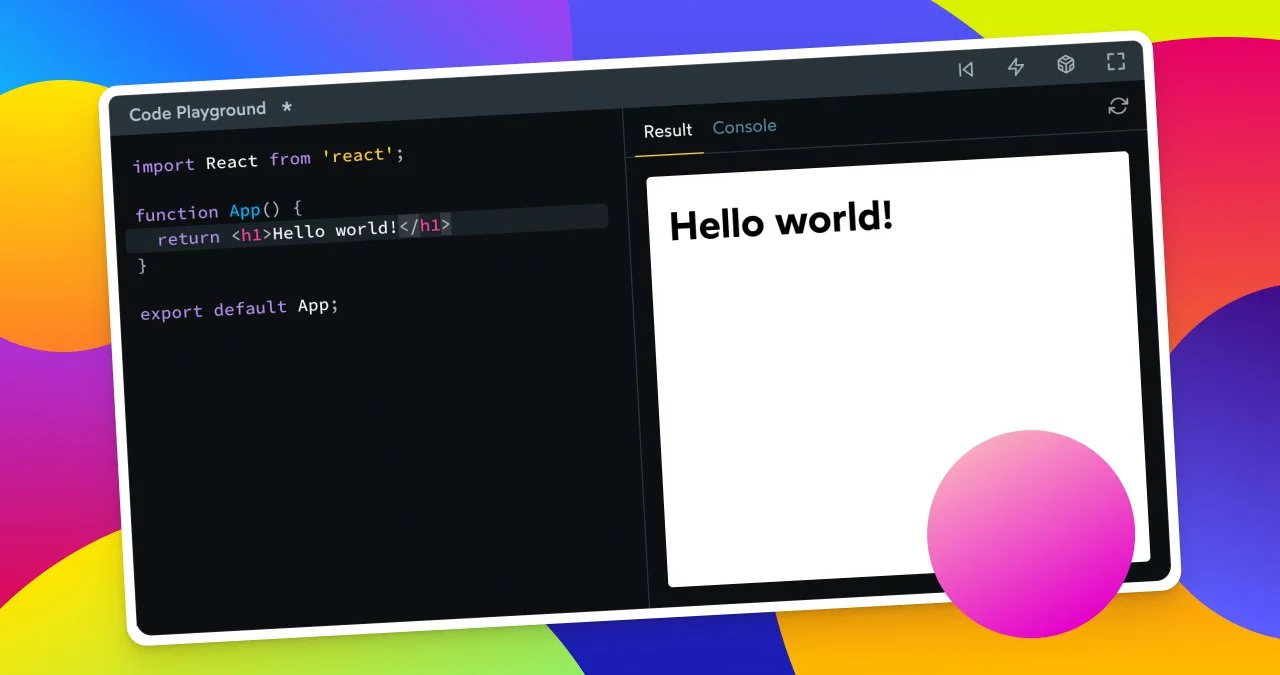 Code Playground *
import React from 'react';
function App() {
  return <h1>Hello world!</h1>
}
export default App;
Result Console
Hello world!